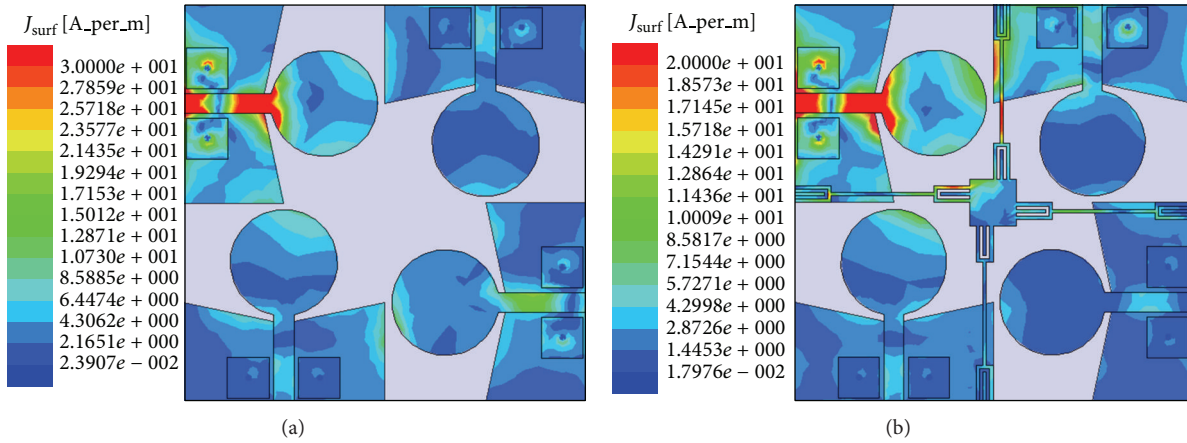 J_surf [A_per_m]
3.0000e + 001
2.7859e + 001
2.5718e + 001
2.3577e + 001
2.1435e + 001
1.9294e + 001
1.7153e + 001
1.5012e + 001
1.2871e + 001
1.0730e + 001
8.5885e + 000
6.4474e + 000
4.3062e + 000
2.1651e + 000
2.3907e − 002
(a)
J_surf [A_per_m]
2.0000e + 001
1.8573e + 001
1.7145e + 001
1.5718e + 001
1.4291e + 001
1.2864e + 001
1.1436e + 001
1.0009e + 001
8.5817e + 000
7.1544e + 000
5.7271e + 000
4.2998e + 000
2.8726e + 000
1.4453e + 000
1.7976e − 002
(b)